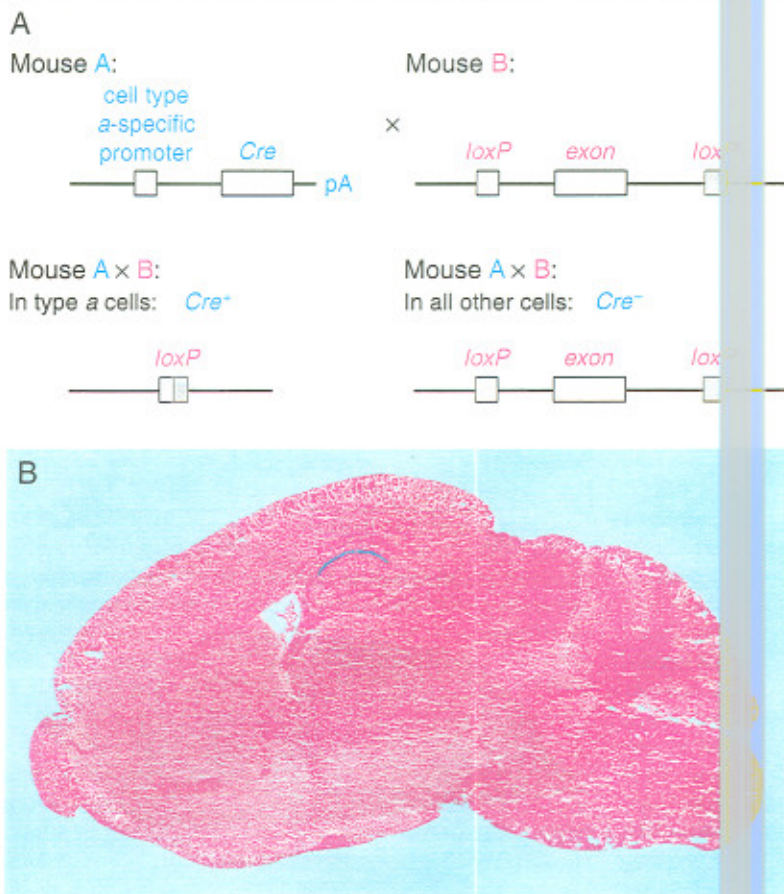 A
Mouse A:
Mouse B:
cell type
a-specific
promoter
Cre
×
loxP
exon
pA
Mouse A × B:
In type a cells: Cre⁺
Mouse A × B:
In all other cells: Cre⁻
loxP
loxP
exon
B